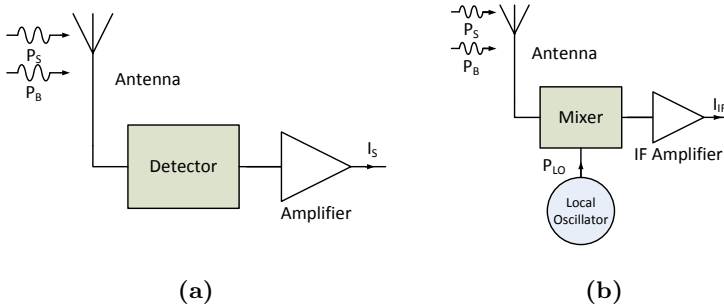 P_S
P_B
Antenna
Detector
Amplifier
I_S
(a)
P_S
P_B
Antenna
Mixer
I_IF
IF Amplifier
P_LO
Local
Oscillator
(b)